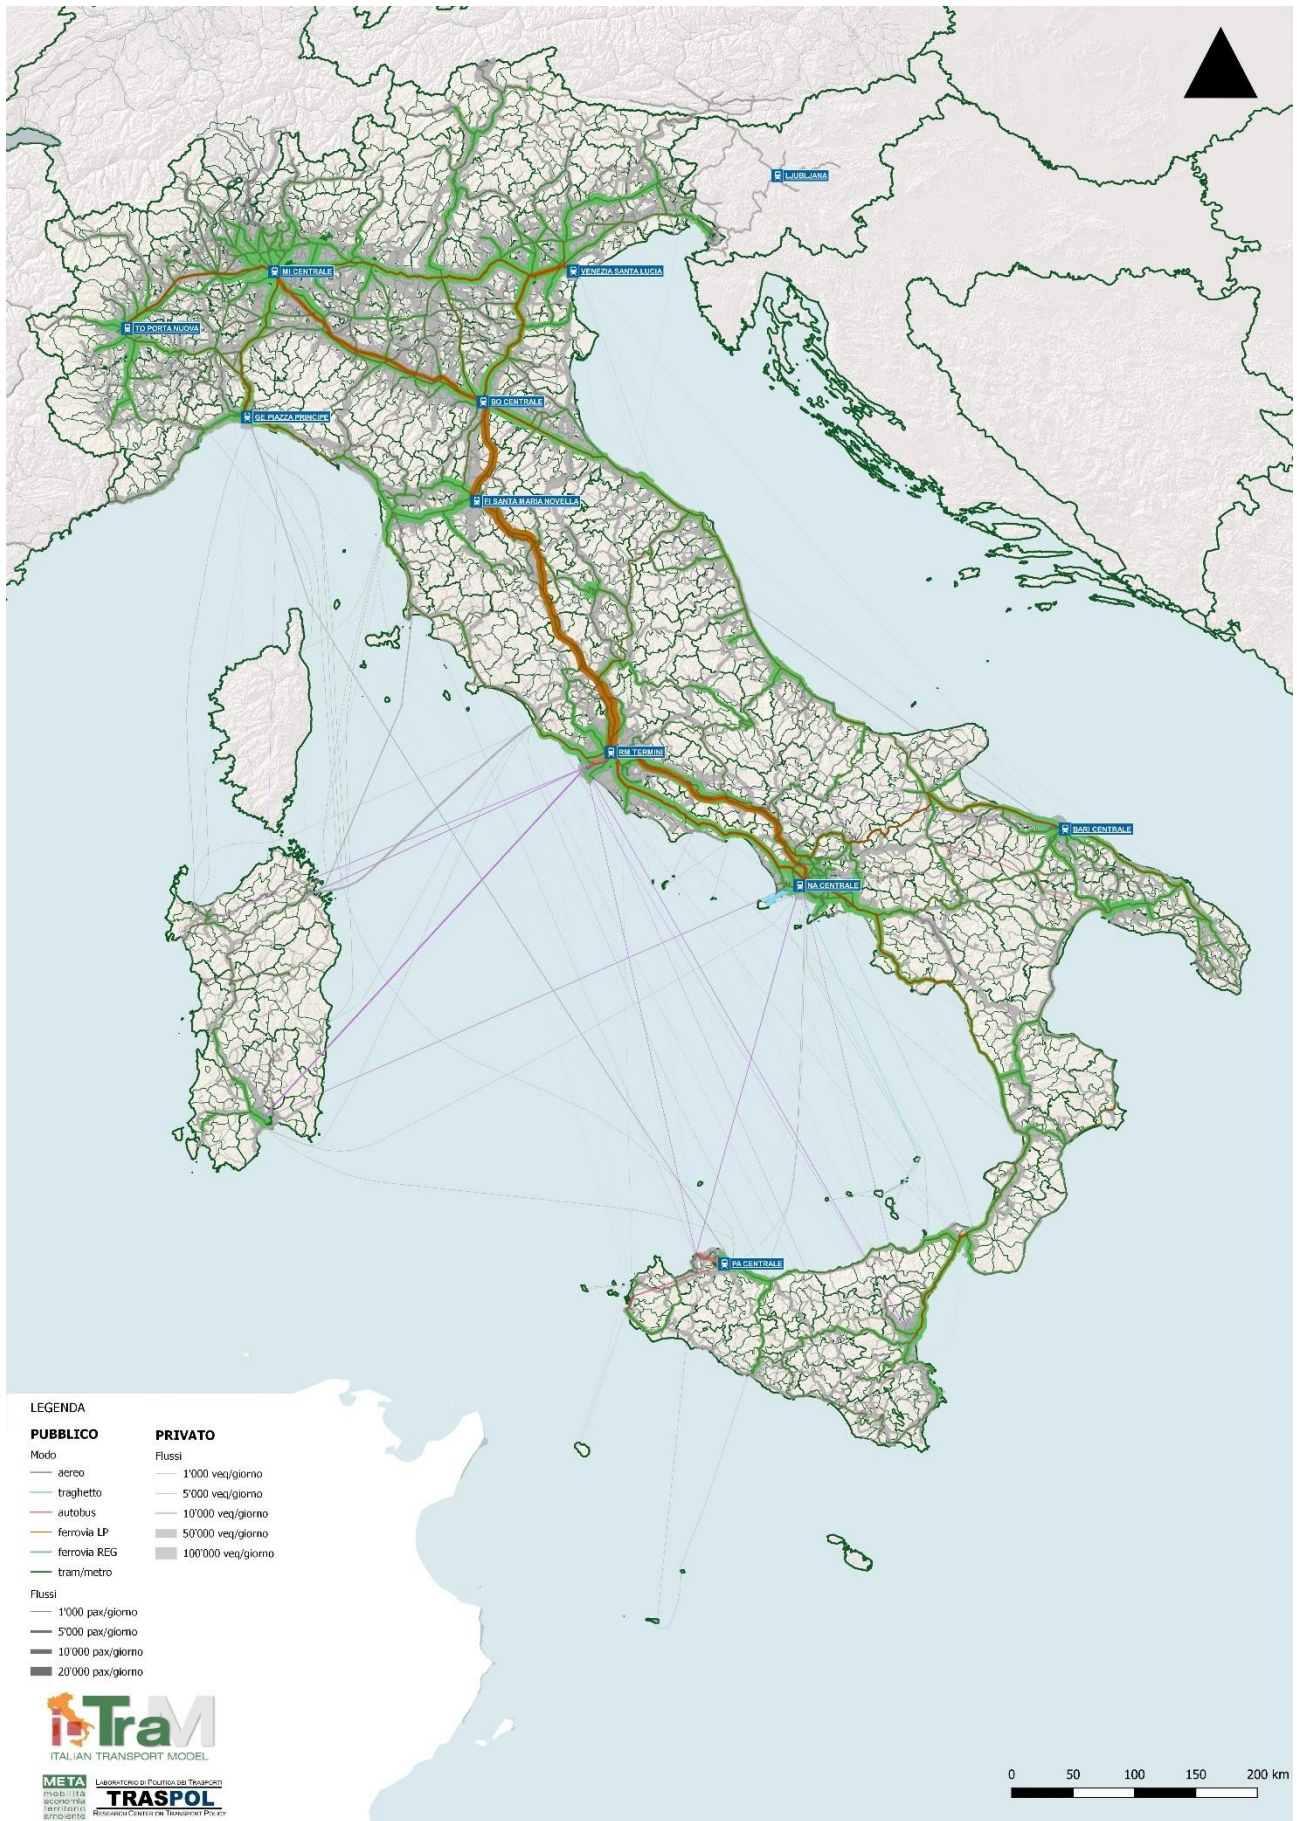 LJUBLJANA
MI CENTRALE
VENEZIA SANTA LUCIA
TO PORTA NUOVA
BO CENTRALE
GE PIAZZA PRINCIPE
FI SANTA MARIA NOVELLA
RM TERMINI
BARI CENTRALE
NA CENTRALE
PA CENTRALE
LEGENDA
PUBBLICO
Modo
aereo
traghetto
autobus
ferrovia LP
ferrovia REG
tram/metro
Flussi
1'000 pax/giorno
5'000 pax/giorno
10'000 pax/giorno
20'000 pax/giorno
PRIVATO
Flussi
1'000 veq/giorno
5'000 veq/giorno
10'000 veq/giorno
50'000 veq/giorno
100'000 veq/giorno
i-TraM
ITALIAN TRANSPORT MODEL
META
mobilità
economia
territorio
ambiente
LABORATORIO DI POLITICA DEI TRASPORTI
TRASPOL
RESEARCH CENTER ON TRANSPORT POLICY
0 50 100 150 200 km